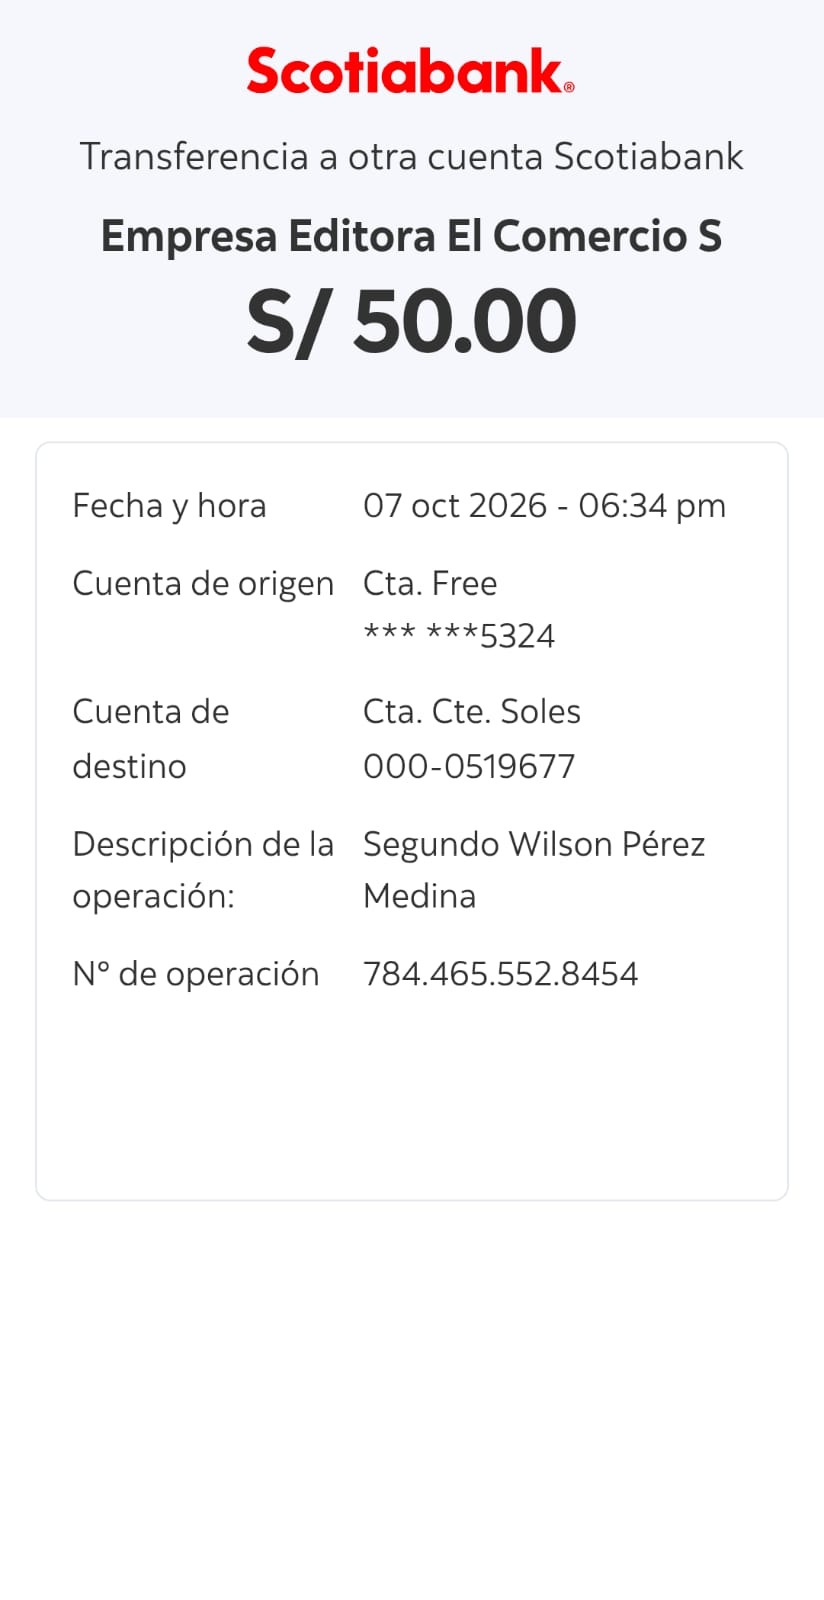 Scotiabank®
Transferencia a otra cuenta Scotiabank
Empresa Editora El Comercio S
S/ 50.00
Fecha y hora 07 oct 2026 - 06:34 pm
Cuenta de origen Cta. Free
*** ***5324
Cuenta de Cta. Cte. Soles
destino 000-0519677
Descripción de la Segundo Wilson Pérez
operación: Medina
N° de operación 784.465.552.8454